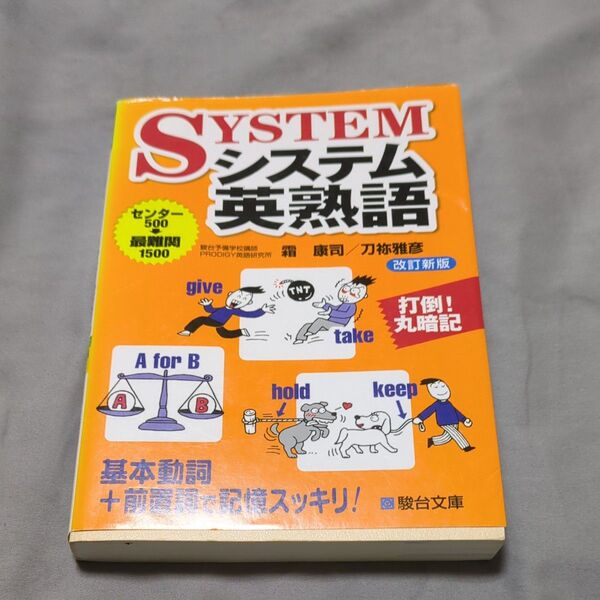 SYSTEM
システム
英熟語
センター
500
最難関
1500
駿台予備学校講師
PRODIGY英語研究所
霜 康司／刀祢雅彦
改訂新版
give
TNT
take
打倒！
丸暗記
A for B
A
B
hold
keep
基本動詞
＋前置詞で記憶スッキリ！
駿台文庫